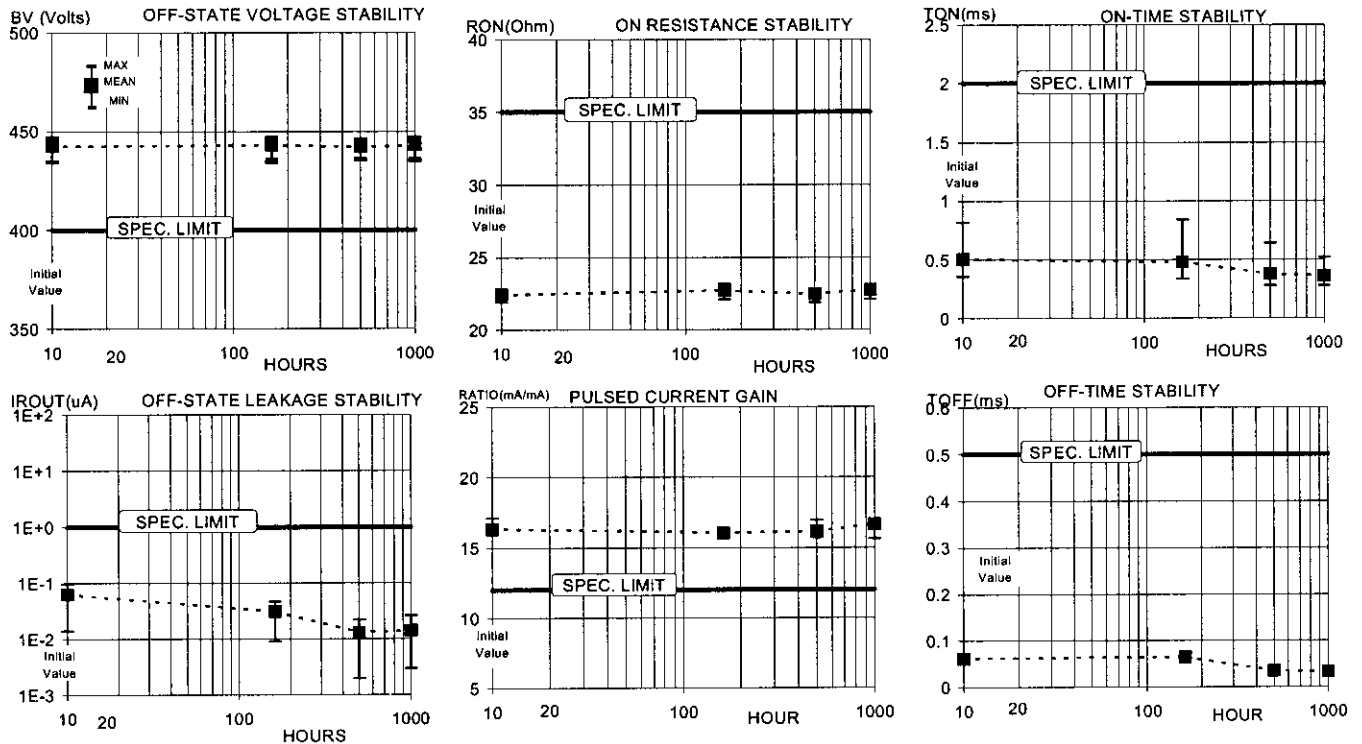 BV (Volts) OFF-STATE VOLTAGE STABILITY
500
MAX
MEAN
MIN
450
SPEC. LIMIT
400
Initial
Value
350
10 20 100 1000
HOURS
RON(Ohm) ON RESISTANCE STABILITY
40
SPEC. LIMIT
35
30
Initial
Value
25
20
10 20 100 1000
HOURS
TON(ms) ON-TIME STABILITY
2.5
SPEC. LIMIT
2
1.5
Initial
Value
1
0.5
0
10 20 100 1000
HOURS
IROUT(uA) OFF-STATE LEAKAGE STABILITY
1E+2
1E+1
SPEC. LIMIT
1E+0
1E-1
1E-2
Initial
Value
1E-3
10 20 100 1000
HOURS
RATIO(mA/mA) PULSED CURRENT GAIN
25
20
15
SPEC. LIMIT
10
Initial
Value
5
10 20 100 1000
HOUR
TOFF(ms) OFF-TIME STABILITY
0.6
SPEC. LIMIT
0.5
0.4
0.3
Initial
Value
0.2
0.1
0
10 20 100 1000
HOUR